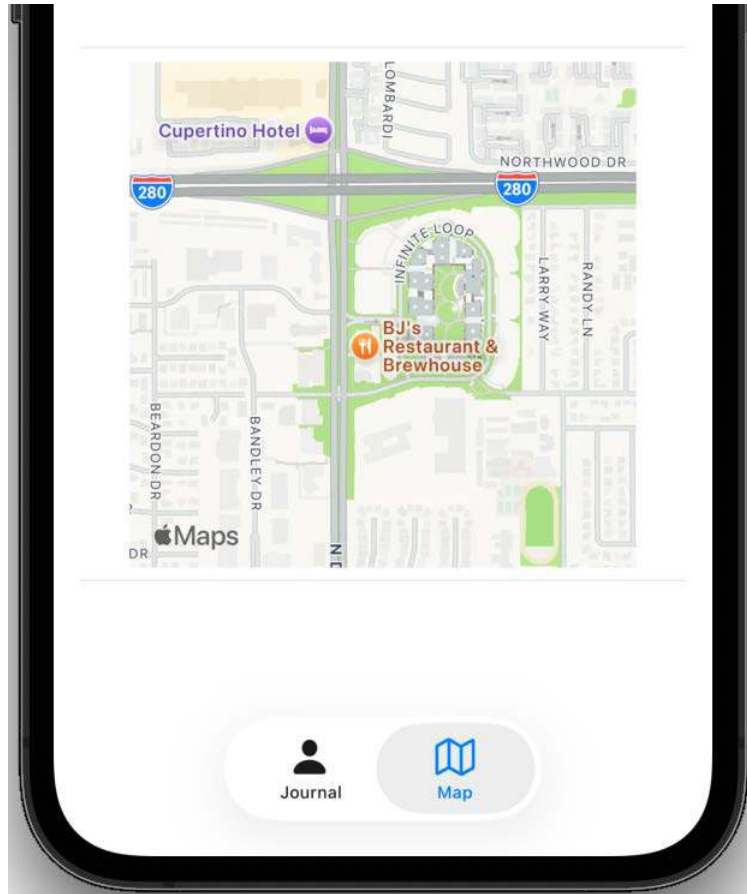 LOMBARDI
Cupertino Hotel
NORTHWOOD DR
280
280
INFINITE LOOP
LARRY WAY
RANDY LN
BJ's
Restaurant &
Brewhouse
BEARDON DR
BANDLEY DR
Maps
DR
N D
Journal
Map